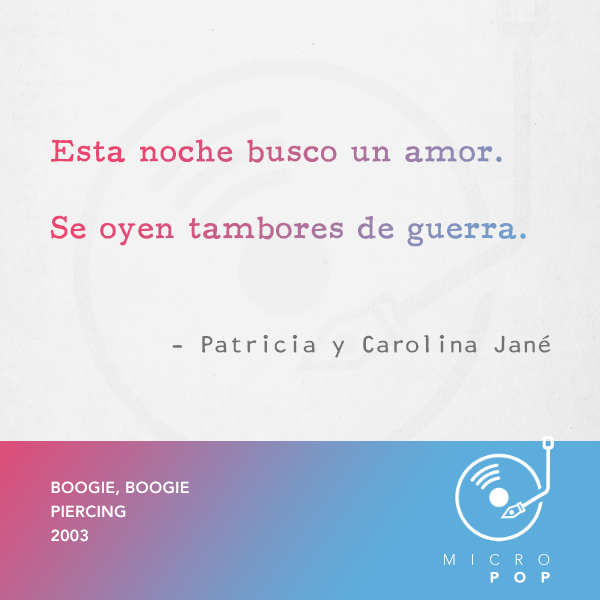 Esta noche busco un amor.
Se oyen tambores de guerra.
– Patricia y Carolina Jané
BOOGIE, BOOGIE
PIERCING
2003
MICRO
POP